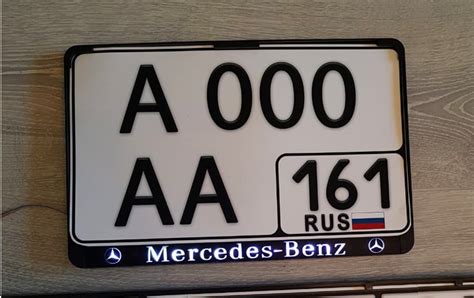 A 000
AA 161
RUS
Mercedes-Benz